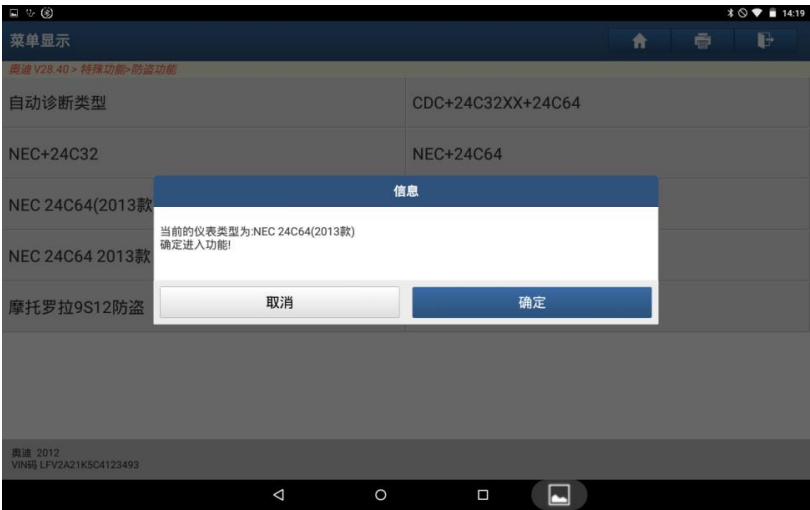 14:19
菜单显示
奥迪 V28.40 > 特殊功能>防盗功能
自动诊断类型
CDC+24C32XX+24C64
NEC+24C32
NEC+24C64
信息
NEC 24C64(2013款
当前的仪表类型为:NEC 24C64(2013款)
确定进入功能!
NEC 24C64 2013款
取消
确定
摩托罗拉9S12防盗
奥迪 2012
VIN码 LFV2A21K5C4123493